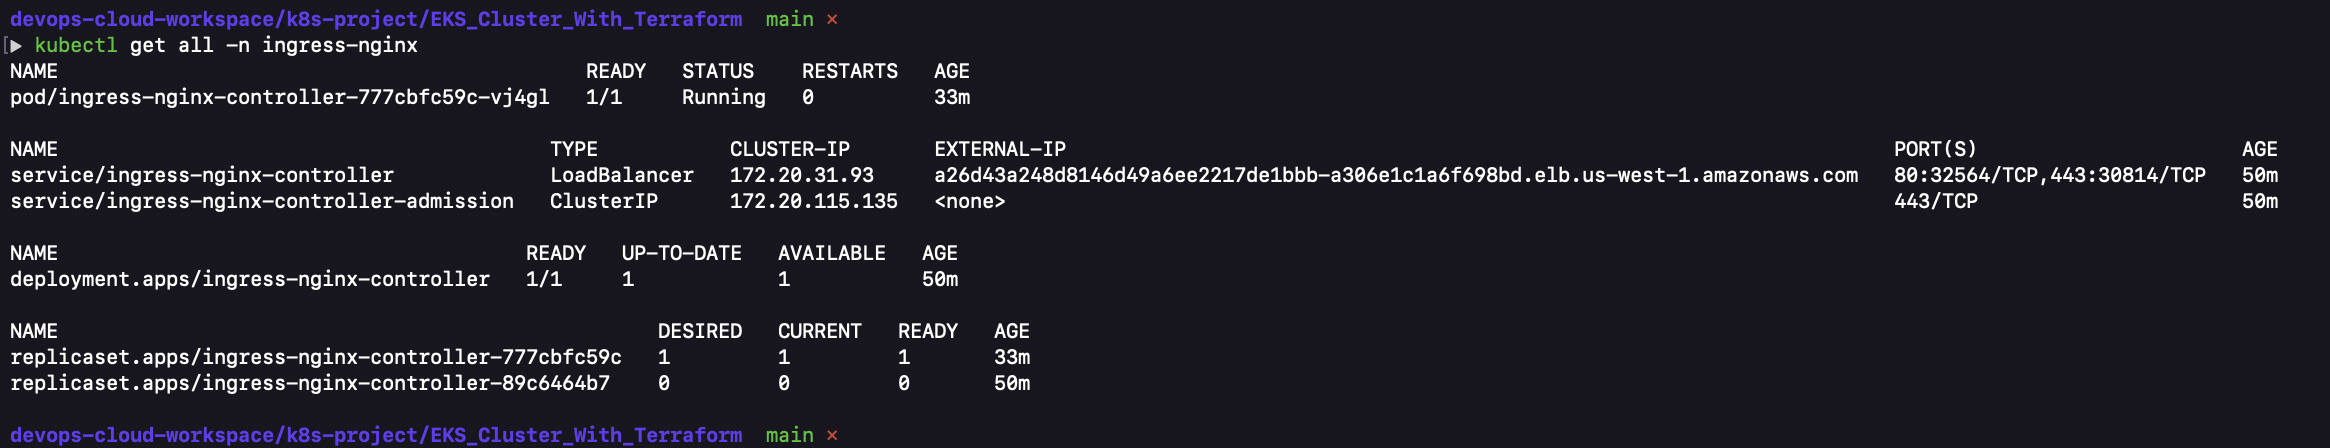 devops-cloud-workspace/k8s-project/EKS_Cluster_With_Terraform  main ×
[▶ kubectl get all -n ingress-nginx
NAME                                            READY   STATUS    RESTARTS   AGE
pod/ingress-nginx-controller-777cbfc59c-vj4gl   1/1     Running   0          33m
NAME                                         TYPE           CLUSTER-IP       EXTERNAL-IP                                                                     PORT(S)                      AGE
service/ingress-nginx-controller             LoadBalancer   172.20.31.93     a26d43a248d8146d49a6ee2217de1bbb-a306e1c1a6f698bd.elb.us-west-1.amazonaws.com   80:32564/TCP,443:30814/TCP   50m
service/ingress-nginx-controller-admission   ClusterIP      172.20.115.135   <none>                                                                          443/TCP                      50m
NAME                                       READY   UP-TO-DATE   AVAILABLE   AGE
deployment.apps/ingress-nginx-controller   1/1     1            1           50m
NAME                                                  DESIRED   CURRENT   READY   AGE
replicaset.apps/ingress-nginx-controller-777cbfc59c   1         1         1       33m
replicaset.apps/ingress-nginx-controller-89c6464b7    0         0         0       50m
devops-cloud-workspace/k8s-project/EKS_Cluster_With_Terraform  main ×